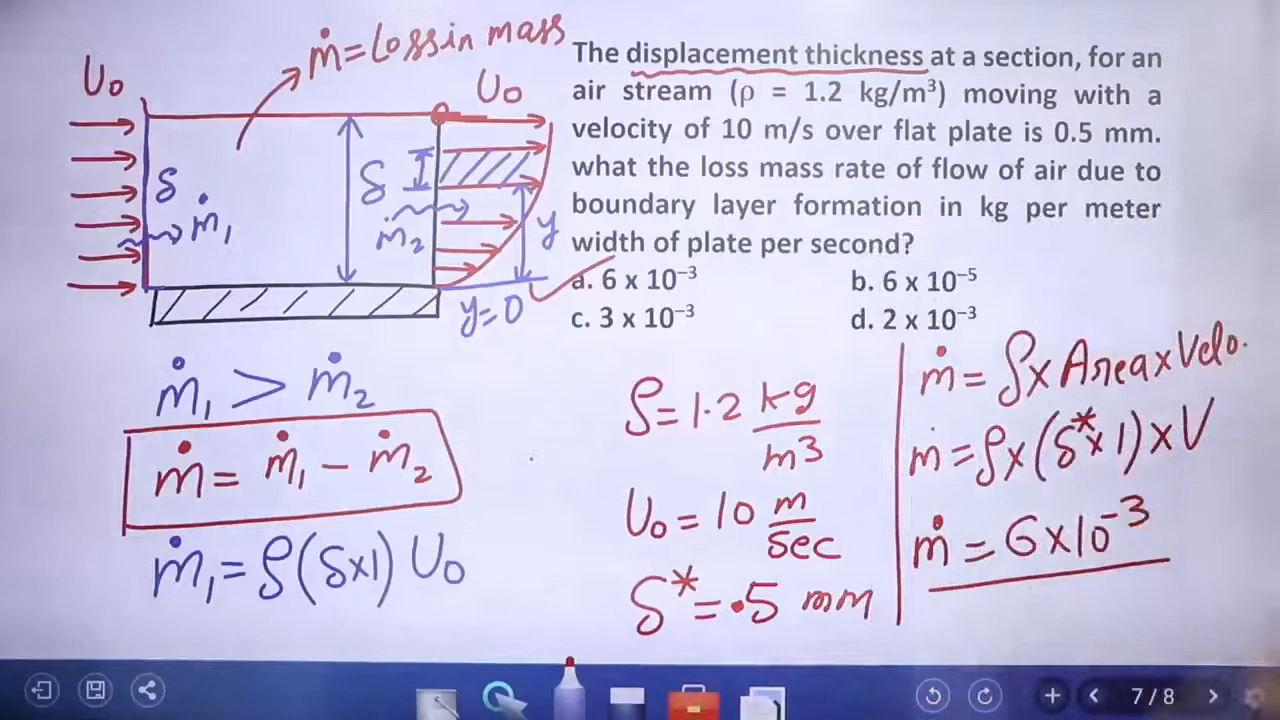 ṁ = Loss in mass
U₀
U₀
δ
δ
ṁ₁
ṁ₂
y
y=0
The displacement thickness at a section, for an
air stream (ρ = 1.2 kg/m³) moving with a
velocity of 10 m/s over flat plate is 0.5 mm.
what the loss mass rate of flow of air due to
boundary layer formation in kg per meter
width of plate per second?
a. 6 x 10⁻³ b. 6 x 10⁻⁵
c. 3 x 10⁻³ d. 2 x 10⁻³
ṁ₁ > ṁ₂
ṁ = ṁ₁ - ṁ₂
ṁ₁ = ρ(δ×1) U₀
ρ = 1.2 kg/m³
U₀ = 10 m/sec
δ* = .5 mm
ṁ = ρ × Area × Velo.
ṁ = ρ × (δ* × 1) × V
ṁ = 6×10⁻³
7 / 8